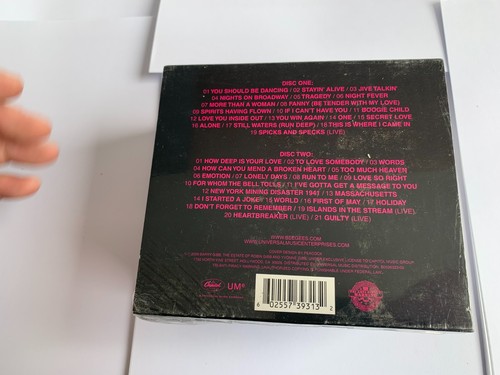 DISC ONE:
01 YOU SHOULD BE DANCING / 02 STAYIN' ALIVE / 03 JIVE TALKIN'
04 NIGHTS ON BROADWAY / 05 TRAGEDY / 06 NIGHT FEVER
07 MORE THAN A WOMAN / 08 FANNY (BE TENDER WITH MY LOVE)
09 SPIRITS HAVING FLOWN / 10 IF I CAN'T HAVE YOU / 11 BOOGIE CHILD
12 LOVE YOU INSIDE OUT / 13 YOU WIN AGAIN / 14 ONE / 15 SECRET LOVE
16 ALONE / 17 STILL WATERS (RUN DEEP) / 18 THIS IS WHERE I CAME IN
19 SPICKS AND SPECKS (LIVE)
DISC TWO:
01 HOW DEEP IS YOUR LOVE / 02 TO LOVE SOMEBODY / 03 WORDS
04 HOW CAN YOU MEND A BROKEN HEART / 05 TOO MUCH HEAVEN
06 EMOTION / 07 LONELY DAYS / 08 RUN TO ME / 09 LOVE SO RIGHT
10 FOR WHOM THE BELL TOLLS / 11 I'VE GOTTA GET A MESSAGE TO YOU
12 NEW YORK MINING DISASTER 1941 / 13 MASSACHUSETTS
14 I STARTED A JOKE / 15 WORLD / 16 FIRST OF MAY / 17 HOLIDAY
18 DON'T FORGET TO REMEMBER / 19 ISLANDS IN THE STREAM (LIVE)
20 HEARTBREAKER (LIVE) / 21 GUILTY (LIVE)
WWW.BEEGEES.COM
WWW.UNIVERSALMUSICENTERPRISES.COM
Capitol UMe
6 02557 39313 2